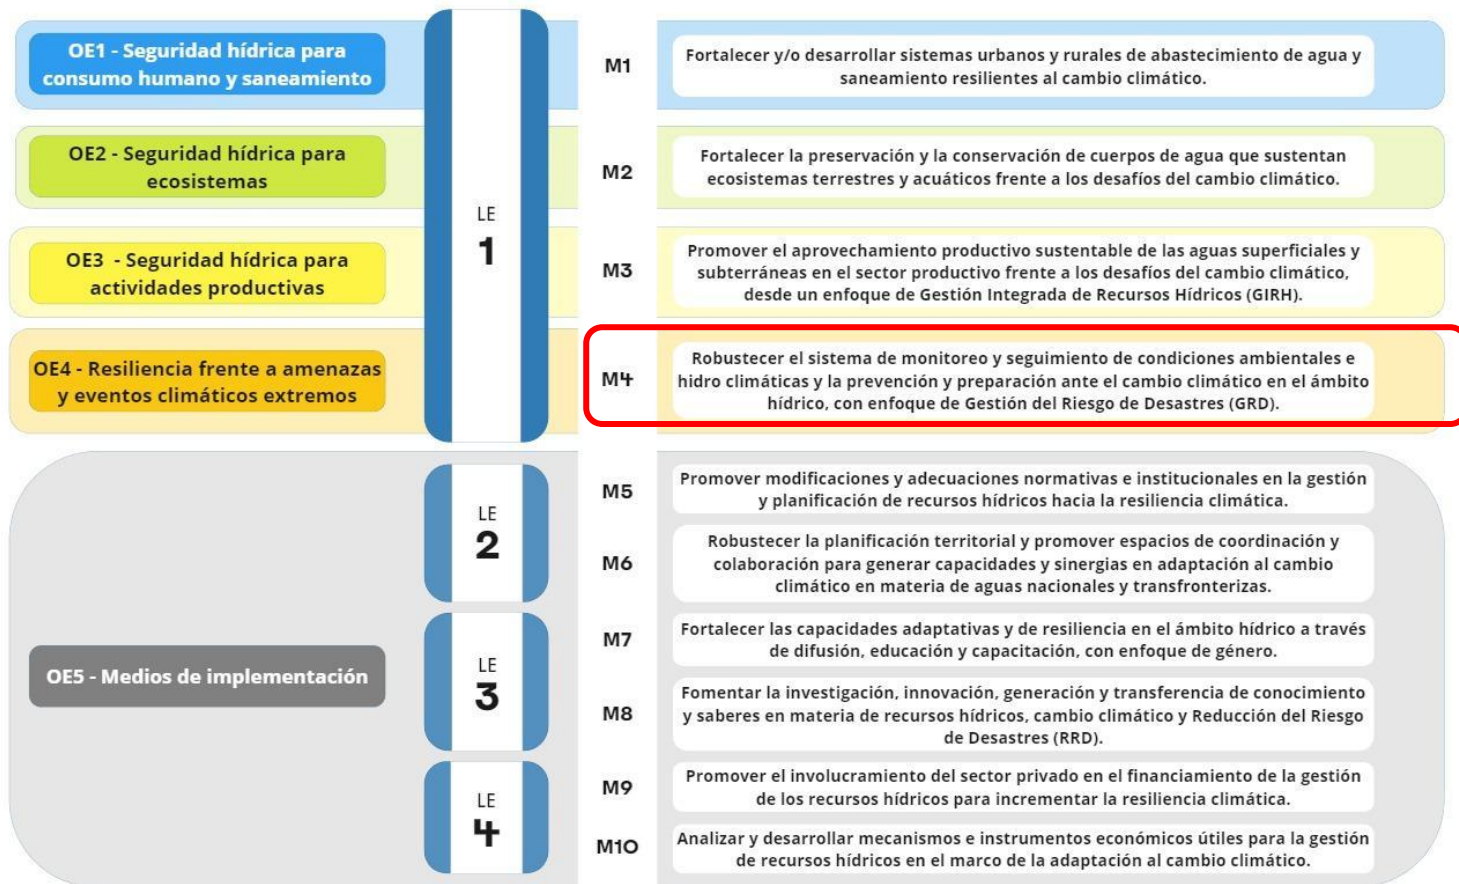 OE1 - Seguridad hídrica para
consumo humano y saneamiento
M1
Fortalecer y/o desarrollar sistemas urbanos y rurales de abastecimiento de agua y
saneamiento resilientes al cambio climático.
OE2 - Seguridad hídrica para
ecosistemas
M2
Fortalecer la preservación y la conservación de cuerpos de agua que sustentan
ecosistemas terrestres y acuáticos frente a los desafíos del cambio climático.
LE
1
OE3 - Seguridad hídrica para
actividades productivas
M3
Promover el aprovechamiento productivo sustentable de las aguas superficiales y
subterráneas en el sector productivo frente a los desafíos del cambio climático,
desde un enfoque de Gestión Integrada de Recursos Hídricos (GIRH).
OE4 - Resiliencia frente a amenazas
y eventos climáticos extremos
M4
Robustecer el sistema de monitoreo y seguimiento de condiciones ambientales e
hidro climáticas y la prevención y preparación ante el cambio climático en el ámbito
hídrico, con enfoque de Gestión del Riesgo de Desastres (GRD).
OE5 - Medios de implementación
LE
2
M5
Promover modificaciones y adecuaciones normativas e institucionales en la gestión
y planificación de recursos hídricos hacia la resiliencia climática.
M6
Robustecer la planificación territorial y promover espacios de coordinación y
colaboración para generar capacidades y sinergias en adaptación al cambio
climático en materia de aguas nacionales y transfronterizas.
LE
3
M7
Fortalecer las capacidades adaptativas y de resiliencia en el ámbito hídrico a través
de difusión, educación y capacitación, con enfoque de género.
M8
Fomentar la investigación, innovación, generación y transferencia de conocimiento
y saberes en materia de recursos hídricos, cambio climático y Reducción del Riesgo
de Desastres (RRD).
LE
4
M9
Promover el involucramiento del sector privado en el financiamiento de la gestión
de los recursos hídricos para incrementar la resiliencia climática.
M10
Analizar y desarrollar mecanismos e instrumentos económicos útiles para la gestión
de recursos hídricos en el marco de la adaptación al cambio climático.